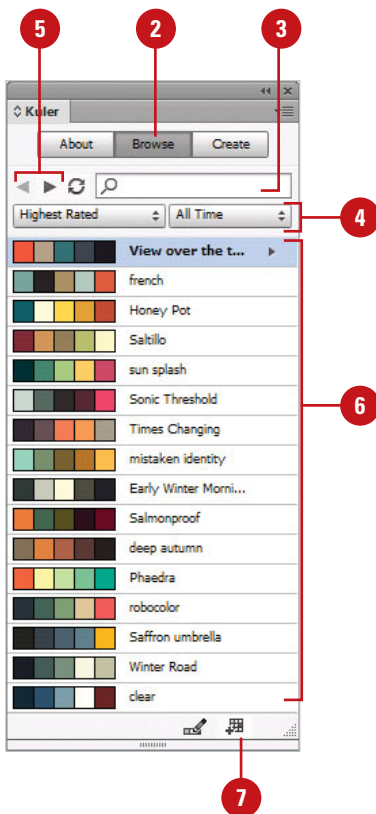 5 2 3
Kuler
About Browse Create
Highest Rated All Time
4
View over the t...
french
Honey Pot
Saltillo
sun splash
Sonic Threshold
6
Times Changing
mistaken identity
Early Winter Morni...
Salmonproof
deep autumn
Phaedra
robocolor
Saffron umbrella
Winter Road
clear
7